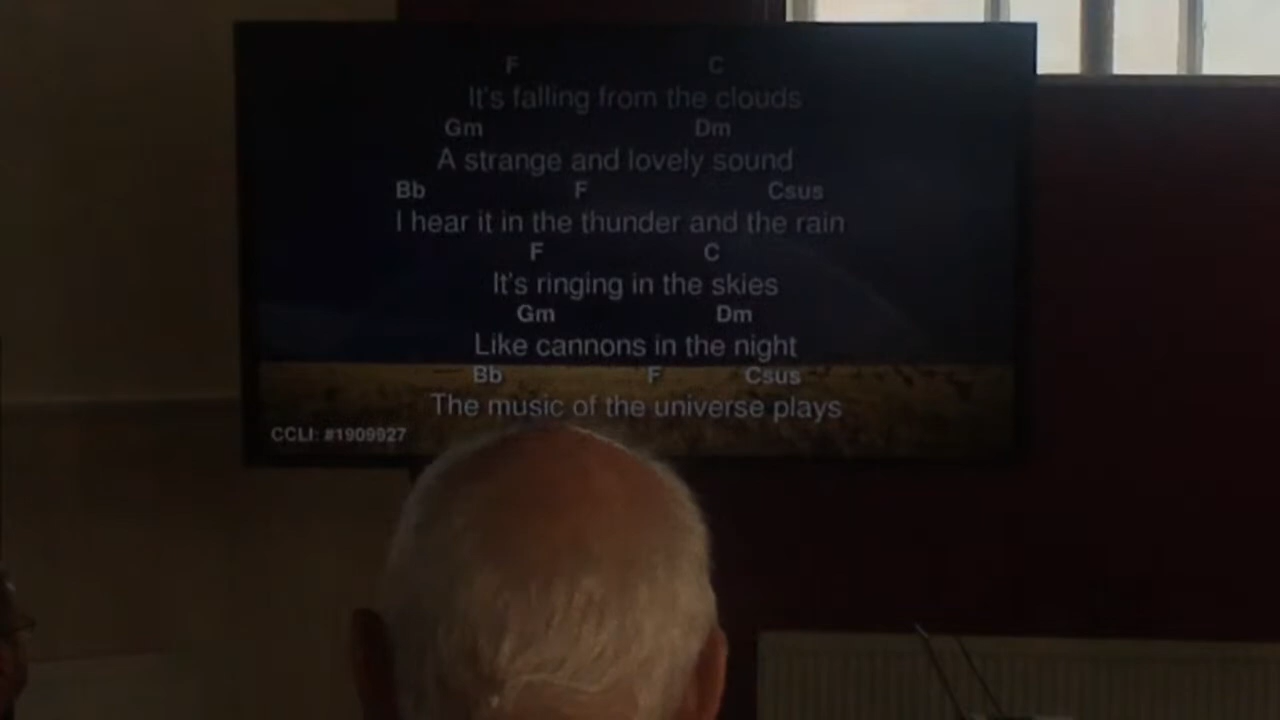 F C
It's falling from the clouds
Gm Dm
A strange and lovely sound
Bb F Csus
I hear it in the thunder and the rain
F C
It's ringing in the skies
Gm Dm
Like cannons in the night
Bb F Csus
The music of the universe plays
CCLI: #1909927